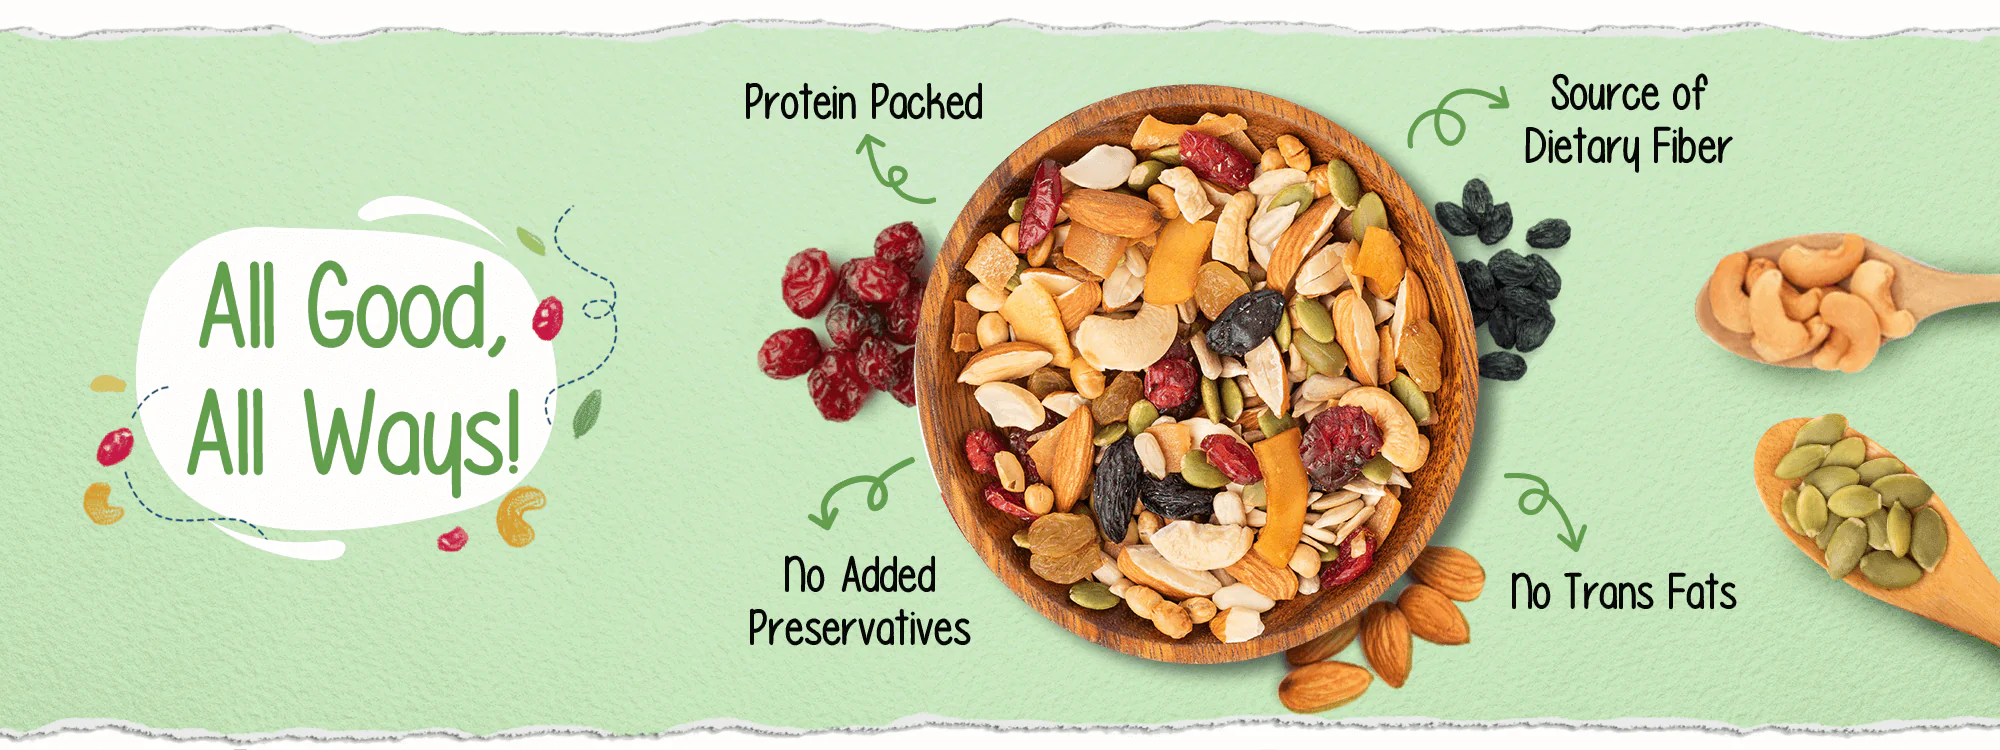 All Good,
All Ways!
Protein Packed
Source of
Dietary Fiber
No Added
Preservatives
No Trans Fats